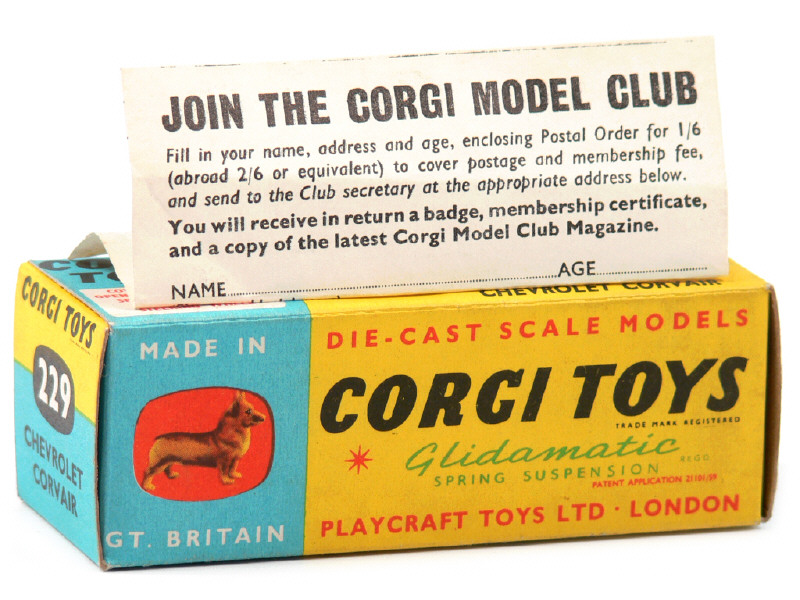 JOIN THE CORGI MODEL CLUB
Fill in your name, address and age, enclosing Postal Order for 1/6
(abroad 2/6 or equivalent) to cover postage and membership fee,
and send to the Club secretary at the appropriate address below.
You will receive in return a badge, membership certificate,
and a copy of the latest Corgi Model Club Magazine.
NAME AGE
CHEVROLET CORVAIR
CORGI TOYS
229
CHEVROLET
CORVAIR
MADE IN
GT. BRITAIN
DIE-CAST SCALE MODELS
CORGI TOYS
TRADE MARK REGISTERED
Glidamatic REGD
SPRING SUSPENSION
PATENT APPLICATION 21101/59
PLAYCRAFT TOYS LTD · LONDON